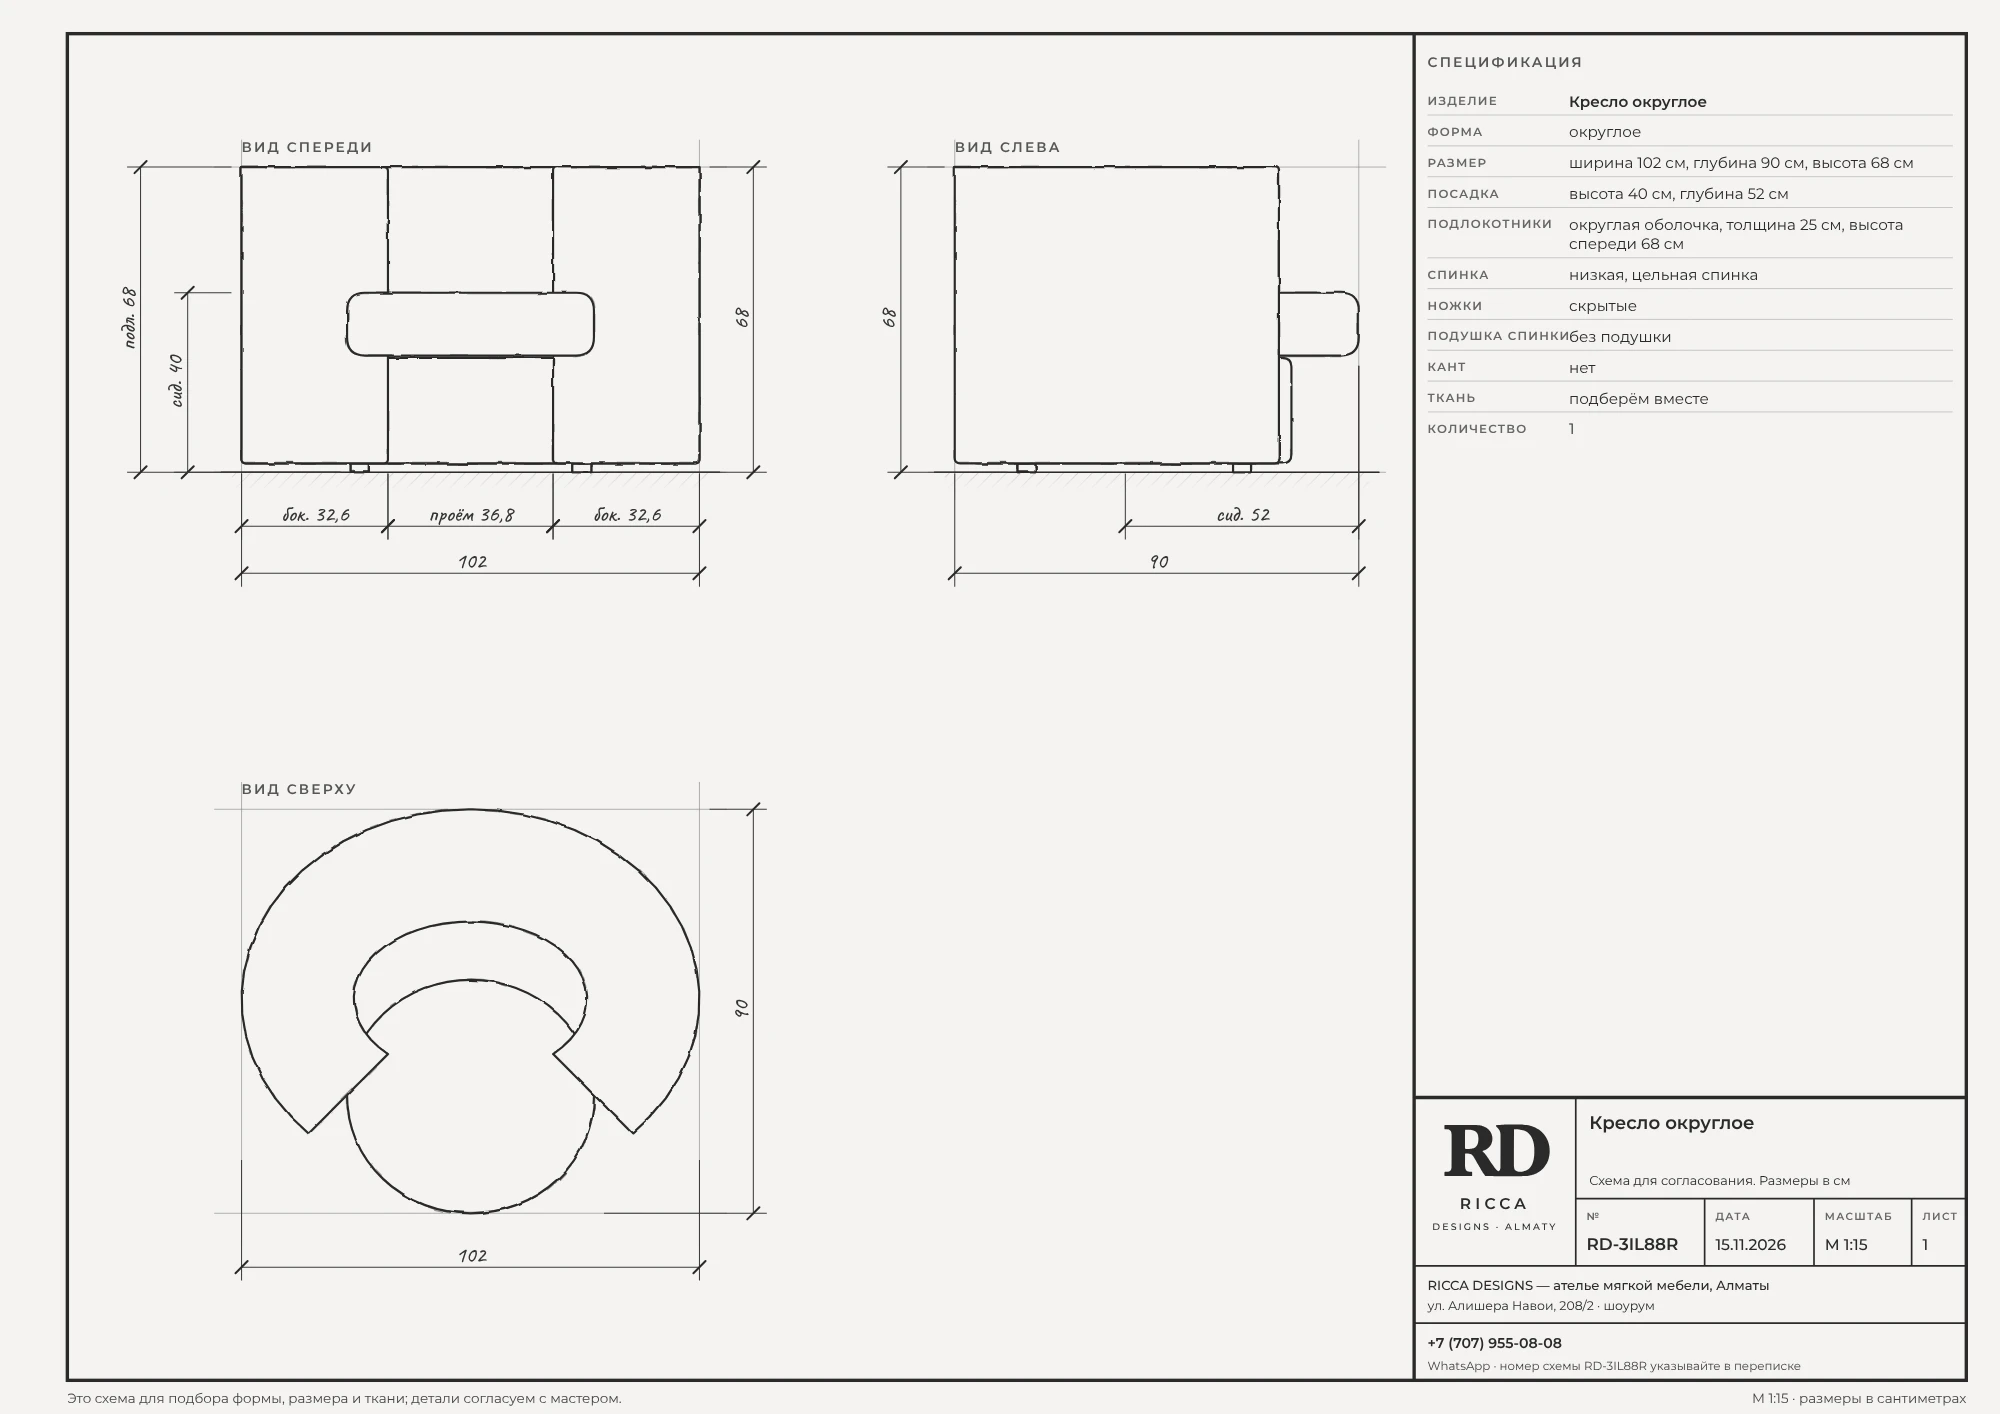 ВИД СПЕРЕДИ
подл. 68
сид. 40
68
бок. 32,6
проём 36,8
бок. 32,6
102
ВИД СЛЕВА
68
сид. 52
90
ВИД СВЕРХУ
90
102
СПЕЦИФИКАЦИЯ
ИЗДЕЛИЕ Кресло округлое
ФОРМА округлое
РАЗМЕР ширина 102 см, глубина 90 см, высота 68 см
ПОСАДКА высота 40 см, глубина 52 см
ПОДЛОКОТНИКИ округлая оболочка, толщина 25 см, высота
спереди 68 см
СПИНКА низкая, цельная спинка
НОЖКИ скрытые
ПОДУШКА СПИНКИ без подушки
КАНТ нет
ТКАНЬ подберём вместе
КОЛИЧЕСТВО 1
RD
RICCA
DESIGNS · ALMATY
Кресло округлое
Схема для согласования. Размеры в см
№ ДАТА МАСШТАБ ЛИСТ
RD-3IL88R 15.11.2026 М 1:15 1
RICCA DESIGNS — ателье мягкой мебели, Алматы
ул. Алишера Навои, 208/2 · шоурум
+7 (707) 955-08-08
WhatsApp · номер схемы RD-3IL88R указывайте в переписке
Это схема для подбора формы, размера и ткани; детали согласуем с мастером.
М 1:15 · размеры в сантиметрах